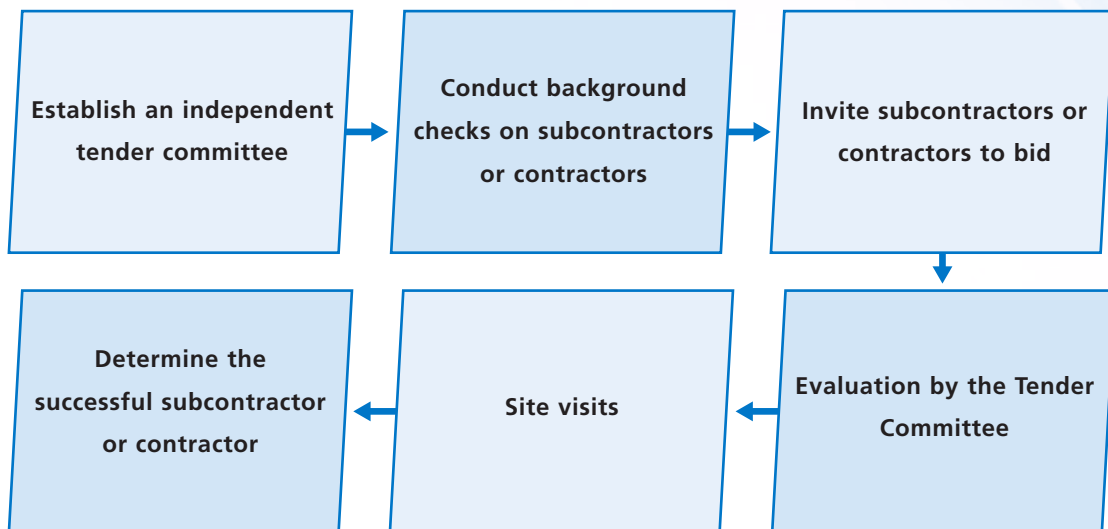 Establish an independent
tender committee
Conduct background
checks on subcontractors
or contractors
Invite subcontractors or
contractors to bid
Evaluation by the Tender
Committee
Site visits
Determine the
successful subcontractor
or contractor